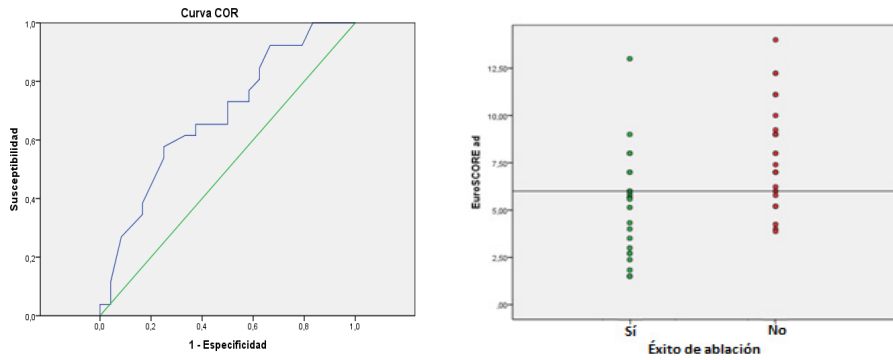 Curva COR
1,0
0,8
0,6
0,4
0,2
0,0
Susceptibilidad
0,0 0,2 0,4 0,6 0,8 1,0
1 - Especificidad
12,50
10,00
7,50
5,00
2,50
,00
EuroSCORE ad
Sí No
Éxito de ablación